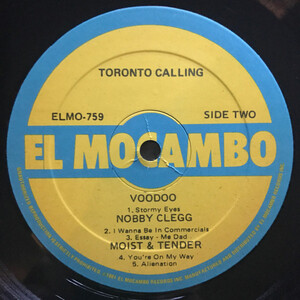 TORONTO CALLING
ELMO-759 SIDE TWO
EL MOCAMBO
VOODOO
1. Stormy Eyes
NOBBY CLEGG
2. I Wanna Be In Commercials
3. Essay - Me Dad
MOIST & TENDER
4. You're On My Way
5. Alienation